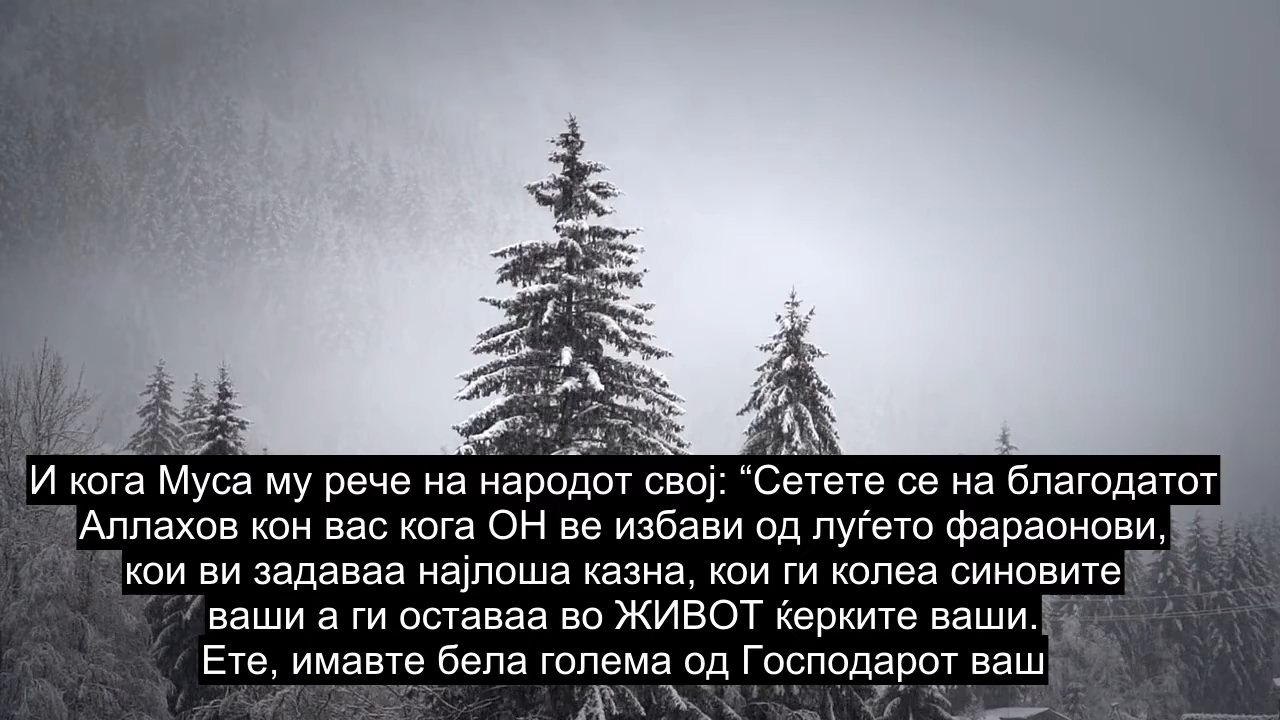 И кога Муса му рече на народот свој: “Сетете се на благодатот
Аллахов кон вас кога ОН ве избави од луѓето фараонови,
кои ви задаваа најлоша казна, кои ги колеа синовите
ваши а ги оставаа во ЖИВОТ ќерките ваши.
Ете, имавте бела голема од Господарот ваш